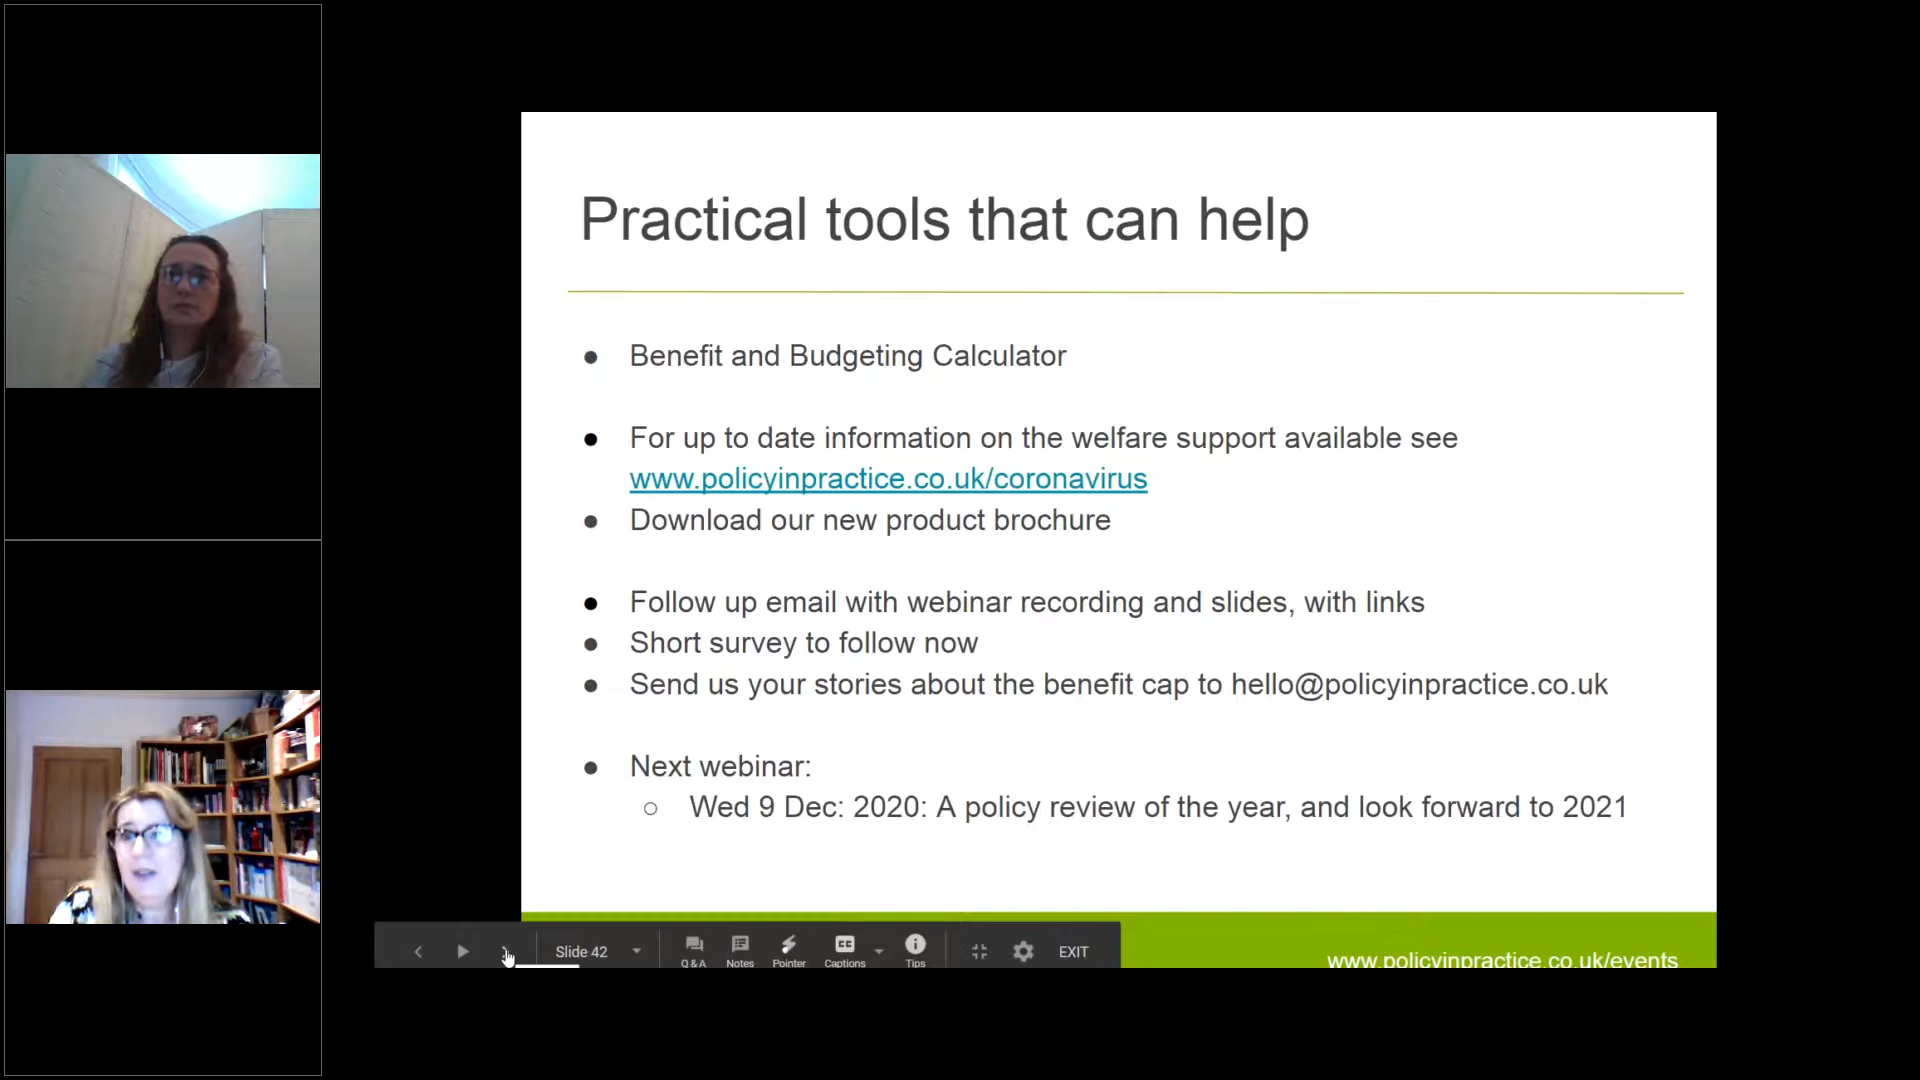 Practical tools that can help
● Benefit and Budgeting Calculator
● For up to date information on the welfare support available see
www.policyinpractice.co.uk/coronavirus
● Download our new product brochure
● Follow up email with webinar recording and slides, with links
● Short survey to follow now
● Send us your stories about the benefit cap to hello@policyinpractice.co.uk
● Next webinar:
○ Wed 9 Dec: 2020: A policy review of the year, and look forward to 2021
Slide 42
Q & A
Notes
Pointer
CC
Captions
Tips
EXIT
www.policyinpractice.co.uk/events